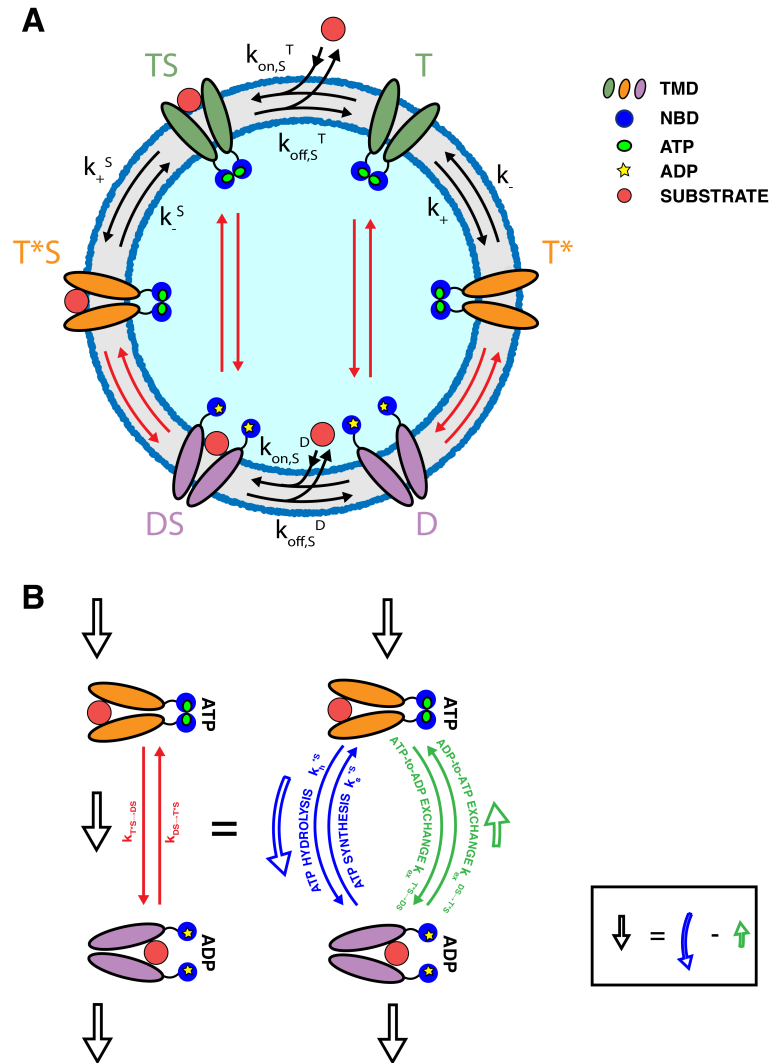 A
TS
T
k_on,S^T
k_off,S^T
k_+^S
k_-^S
k_-
k_+
T*S
T*
k_on,S^D
k_off,S^D
DS
D
TMD
NBD
ATP
ADP
SUBSTRATE
B
ATP
k_T*S→DS
k_DS→T*S
ADP
=
ATP
ATP HYDROLYSIS k_h^*S
ATP SYNTHESIS k_s^*S
ATP-to-ADP EXCHANGE K_ex^T*S→DS
ADP-to-ATP EXCHANGE K_ex^DS→T*S
ADP
= -